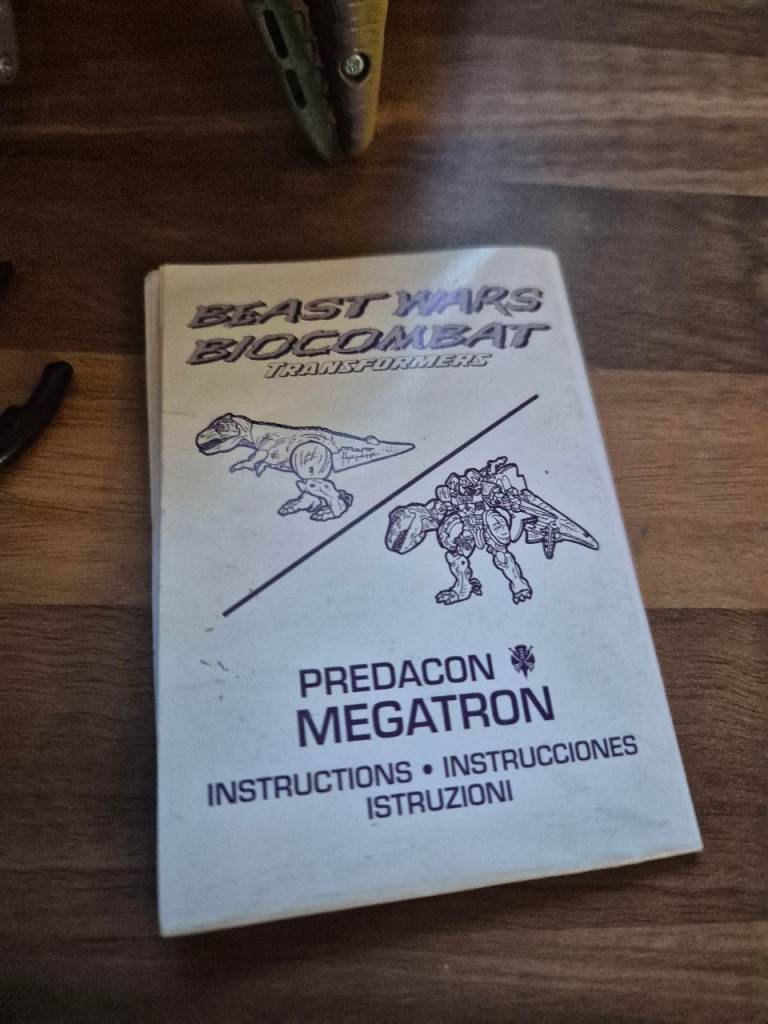 BEAST WARS
BIOCOMBAT
TRANSFORMERS
PREDACON
MEGATRON
INSTRUCTIONS • INSTRUCCIONES
ISTRUZIONI